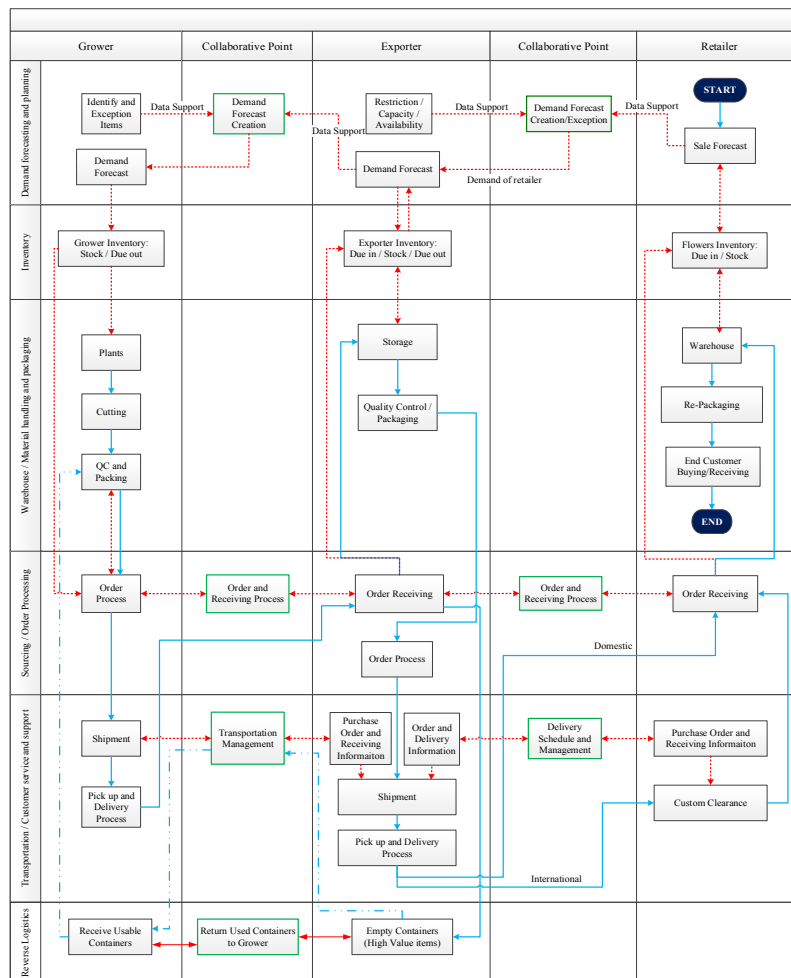 Grower
Collaborative Point
Exporter
Collaborative Point
Retailer
Demand forecasting and planning
Identify and
Exception
Items
Data Support
Demand
Forecast
Creation
Restriction /
Capacity /
Availability
Data Support
Demand Forecast
Creation/Exception
Data Support
START
Data Support
Sale Forecast
Demand
Forecast
Demand Forecast
Demand of retailer
Inventory
Grower Inventory:
Stock / Due out
Exporter Inventory:
Due in / Stock / Due out
Flowers Inventory:
Due in / Stock
Warehouse / Material handling and packaging
Plants
Storage
Warehouse
Cutting
Quality Control /
Packaging
Re-Packaging
QC and
Packing
End Customer
Buying/Receiving
END
Sourcing / Order Processing
Order
Process
Order and
Receiving Process
Order Receiving
Order and
Receiving Process
Order Receiving
Order Process
Domestic
Transportation / Customer service and support
Shipment
Transportation
Management
Purchase
Order and
Receiving
Informaiton
Order and
Delivery
Information
Delivery
Schedule and
Management
Purchase Order and
Receiving Informaiton
Pick up and
Delivery
Process
Shipment
Custom Clearance
Pick up and Delivery
Process
International
Reverse Logistics
Receive Usable
Containers
Return Used Containers
to Grower
Empty Containers
(High Value items)